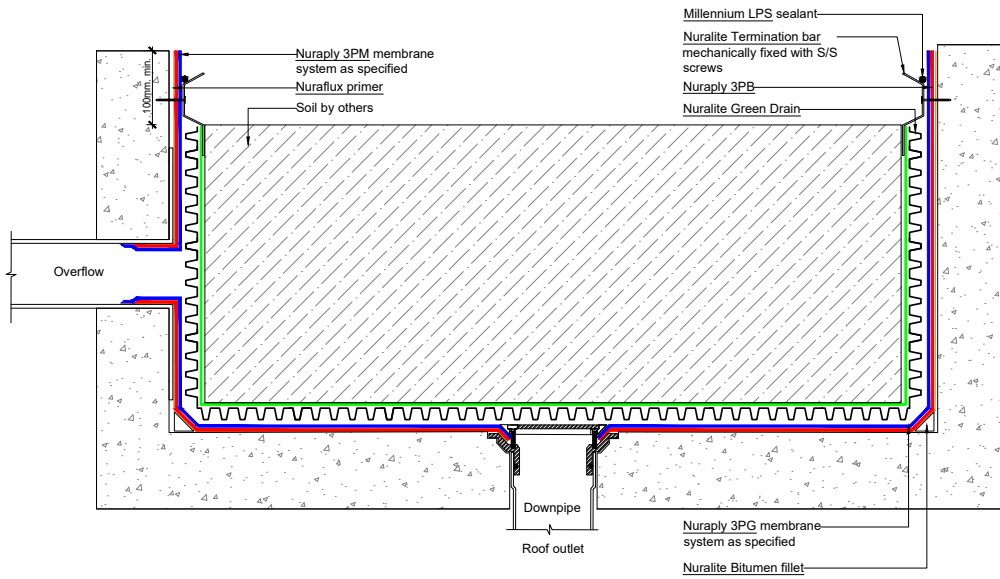 Nuraply 3PM membrane
system as specified
Nuraflux primer
Soil by others
100mm. min.
Millennium LPS sealant
Nuralite Termination bar
mechanically fixed with S/S
screws
Nuraply 3PB
Nuralite Green Drain
Overflow
Downpipe
Roof outlet
Nuraply 3PG membrane
system as specified
Nuralite Bitumen fillet